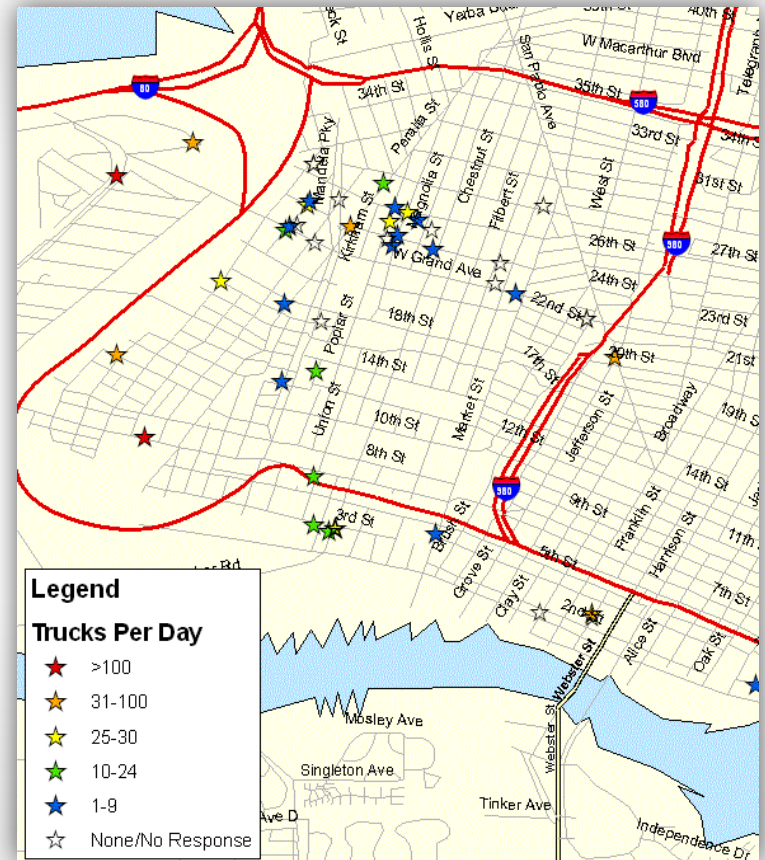 40th St
Hollis St
San Pablo Ave
W Macarthur Blvd
Telegraph
35th St
34th St
80
580
33rd St
34th S
Peralta St
Mandela Pky
Chestnut St
Filbert St
West St
31st St
Kirkham St
26th St
980
27th St
W Grand Ave
24th St
22nd St
Poplar St
18th St
23rd St
17th St
20th St
21st
14th St
Union St
Market St
Jefferson St
Broadway
19th St
10th St
12th St
8th St
14th St
980
9th St
Franklin St
Harrison St
3rd St
Brush St
11th
5th St
Grove St
Clay St
7th St
2nd St
Alice St
Oak St
Webster St
Webster St
Mosley Ave
Singleton Ave
Tinker Ave
Ave D
Independence Dr
Legend
Trucks Per Day
>100
31-100
25-30
10-24
1-9
None/No Response